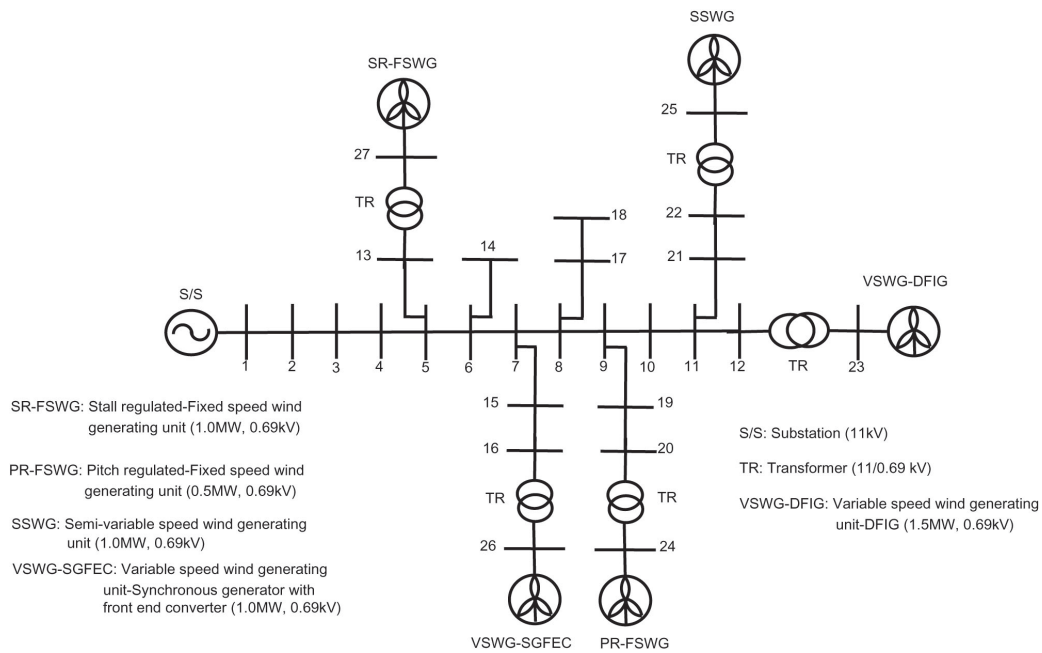 SSWG
SR-FSWG
25
27
TR
TR
18
22
14
13
17
21
S/S
VSWG-DFIG
1
2
3
4
5
6
7
8
9
10
11
12
TR
23
15
19
16
20
TR
TR
26
24
VSWG-SGFEC
PR-FSWG
SR-FSWG: Stall regulated-Fixed speed wind
generating unit (1.0MW, 0.69kV)
PR-FSWG: Pitch regulated-Fixed speed wind
generating unit (0.5MW, 0.69kV)
SSWG: Semi-variable speed wind generating
unit (1.0MW, 0.69kV)
VSWG-SGFEC: Variable speed wind generating
unit-Synchronous generator with
front end converter (1.0MW, 0.69kV)
S/S: Substation (11kV)
TR: Transformer (11/0.69 kV)
VSWG-DFIG: Variable speed wind generating
unit-DFIG (1.5MW, 0.69kV)